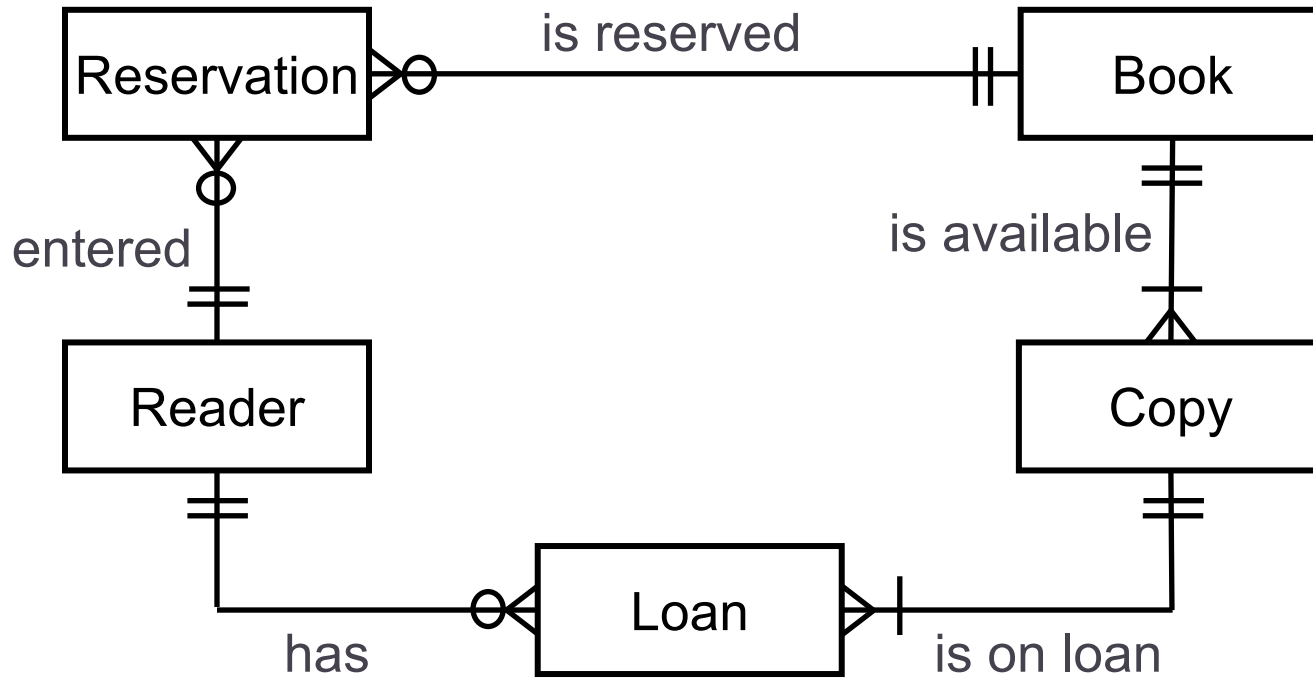 is reserved
Reservation
Book
entered
is available
Reader
Copy
Loan
has
is on loan